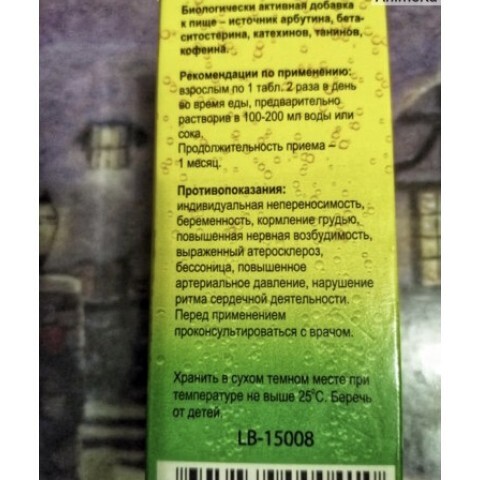 Биологически активная добавка
к пище – источник арбутина, бета-
ситостерина, катехинов, танинов,
кофеина.
Рекомендации по применению:
взрослым по 1 табл. 2 раза в день
во время еды, предварительно
растворив в 100-200 мл воды или
сока.
Продолжительность приема –
1 месяц.
Противопоказания:
индивидуальная непереносимость,
беременность, кормление грудью,
повышенная нервная возбудимость,
выраженный атеросклероз,
бессоница, повышенное
артериальное давление, нарушение
ритма сердечной деятельности.
Перед применением
проконсультироваться с врачом.
Хранить в сухом темном месте при
температуре не выше 25°С. Беречь
от детей.
LB-15008